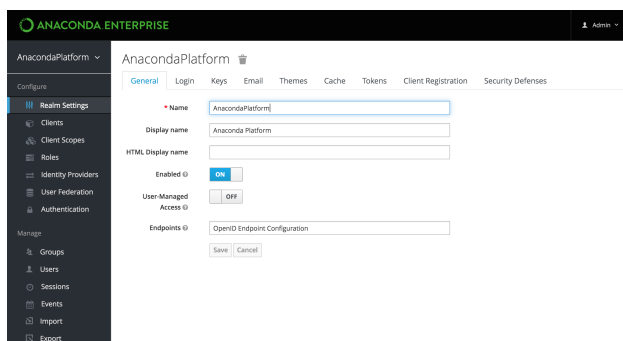 ANACONDA ENTERPRISE
Admin
AnacondaPlatform
Configure
Realm Settings
Clients
Client Scopes
Roles
Identity Providers
User Federation
Authentication
Manage
Groups
Users
Sessions
Events
Import
Export
AnacondaPlatform
General Login Keys Email Themes Cache Tokens Client Registration Security Defenses
* Name AnacondaPlatform
Display name Anaconda Platform
HTML Display name
Enabled ON
User-Managed
Access OFF
Endpoints OpenID Endpoint Configuration
Save Cancel